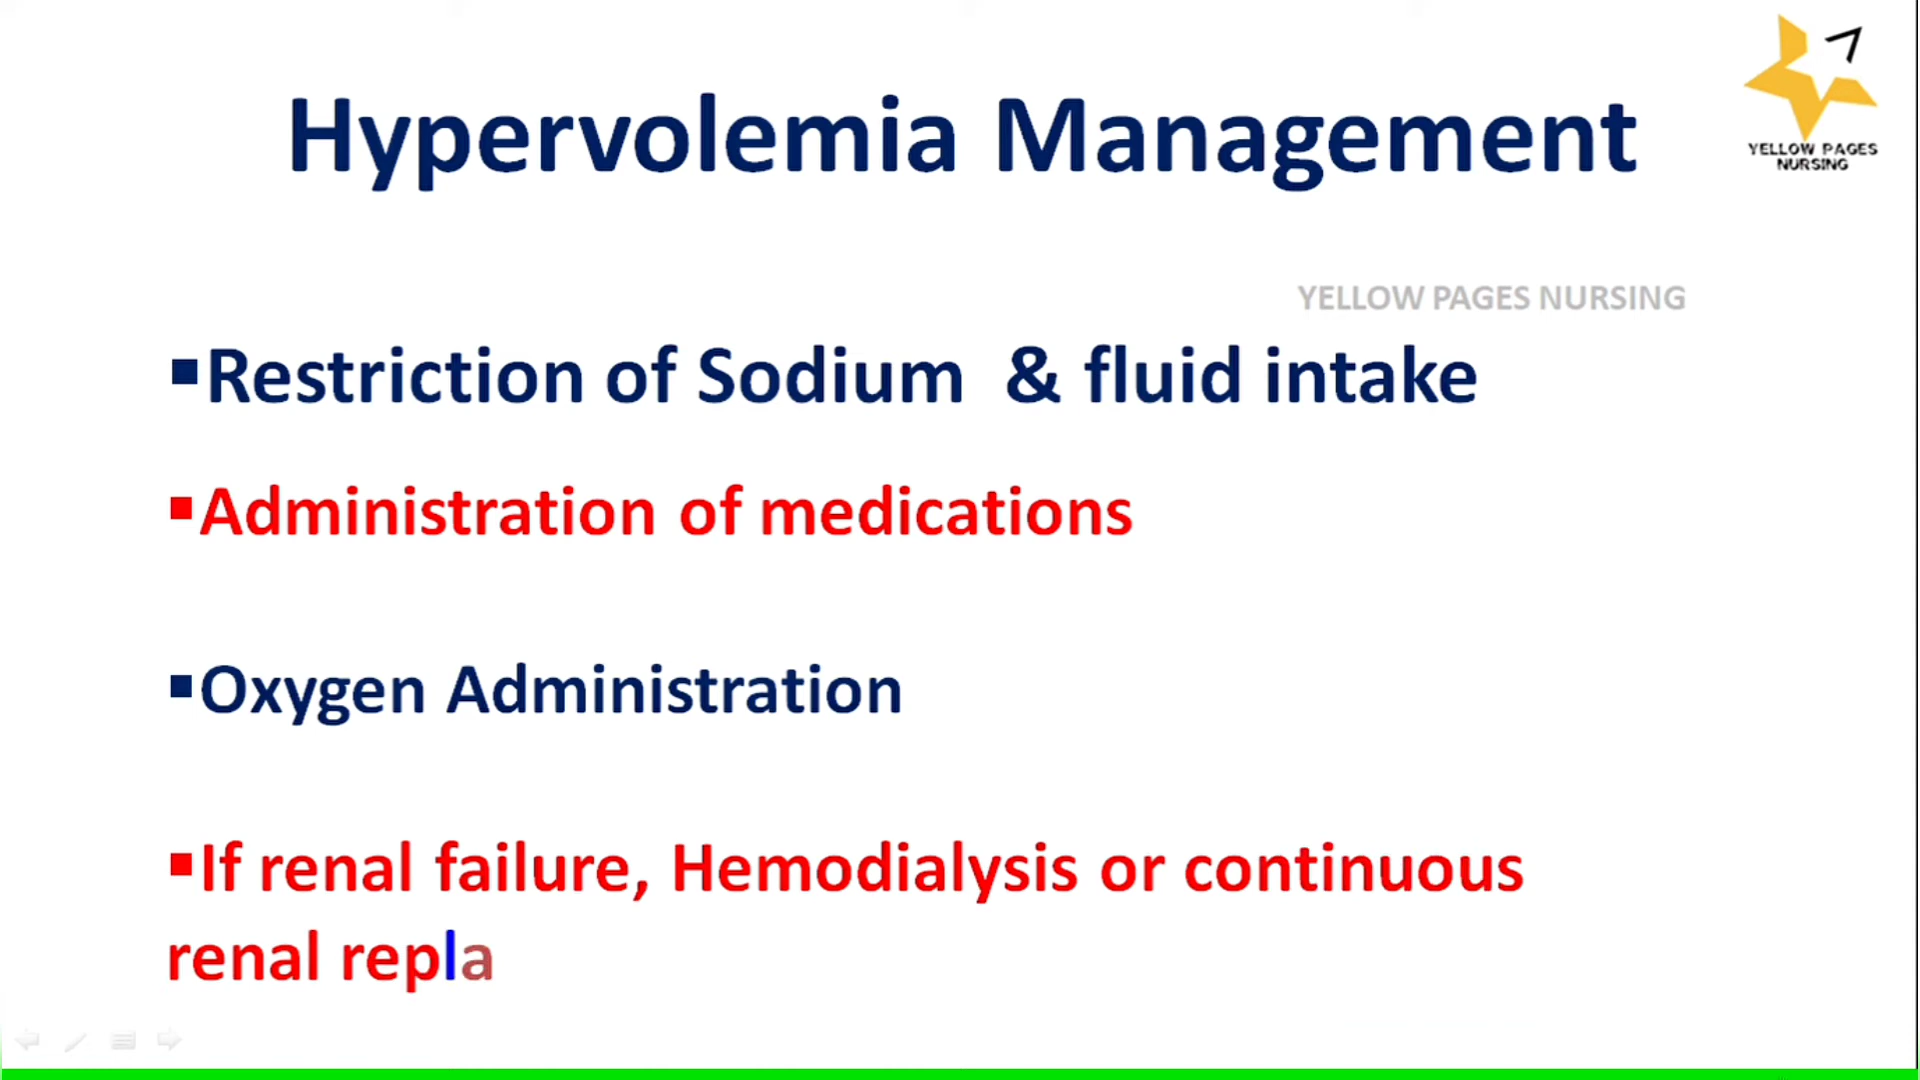 Hypervolemia Management
YELLOW PAGES
NURSING
YELLOW PAGES NURSING
▪Restriction of Sodium & fluid intake
▪Administration of medications
▪Oxygen Administration
▪If renal failure, Hemodialysis or continuous
renal repla